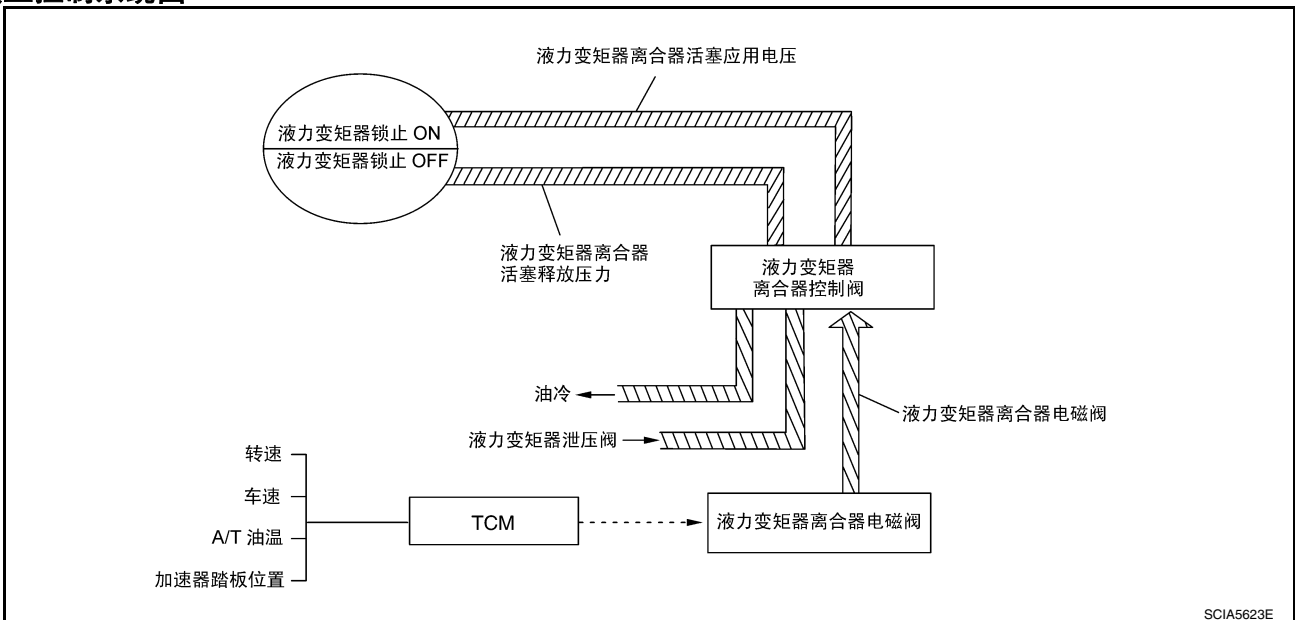 液力变矩器离合器活塞应用电压
液力变矩器锁止 ON
液力变矩器锁止 OFF
液力变矩器离合器
活塞释放压力
液力变矩器
离合器控制阀
油冷
液力变矩器离合器电磁阀
液力变矩器泄压阀
转速
车速
A/T 油温
加速器踏板位置
TCM
液力变矩器离合器电磁阀
SCIA5623E